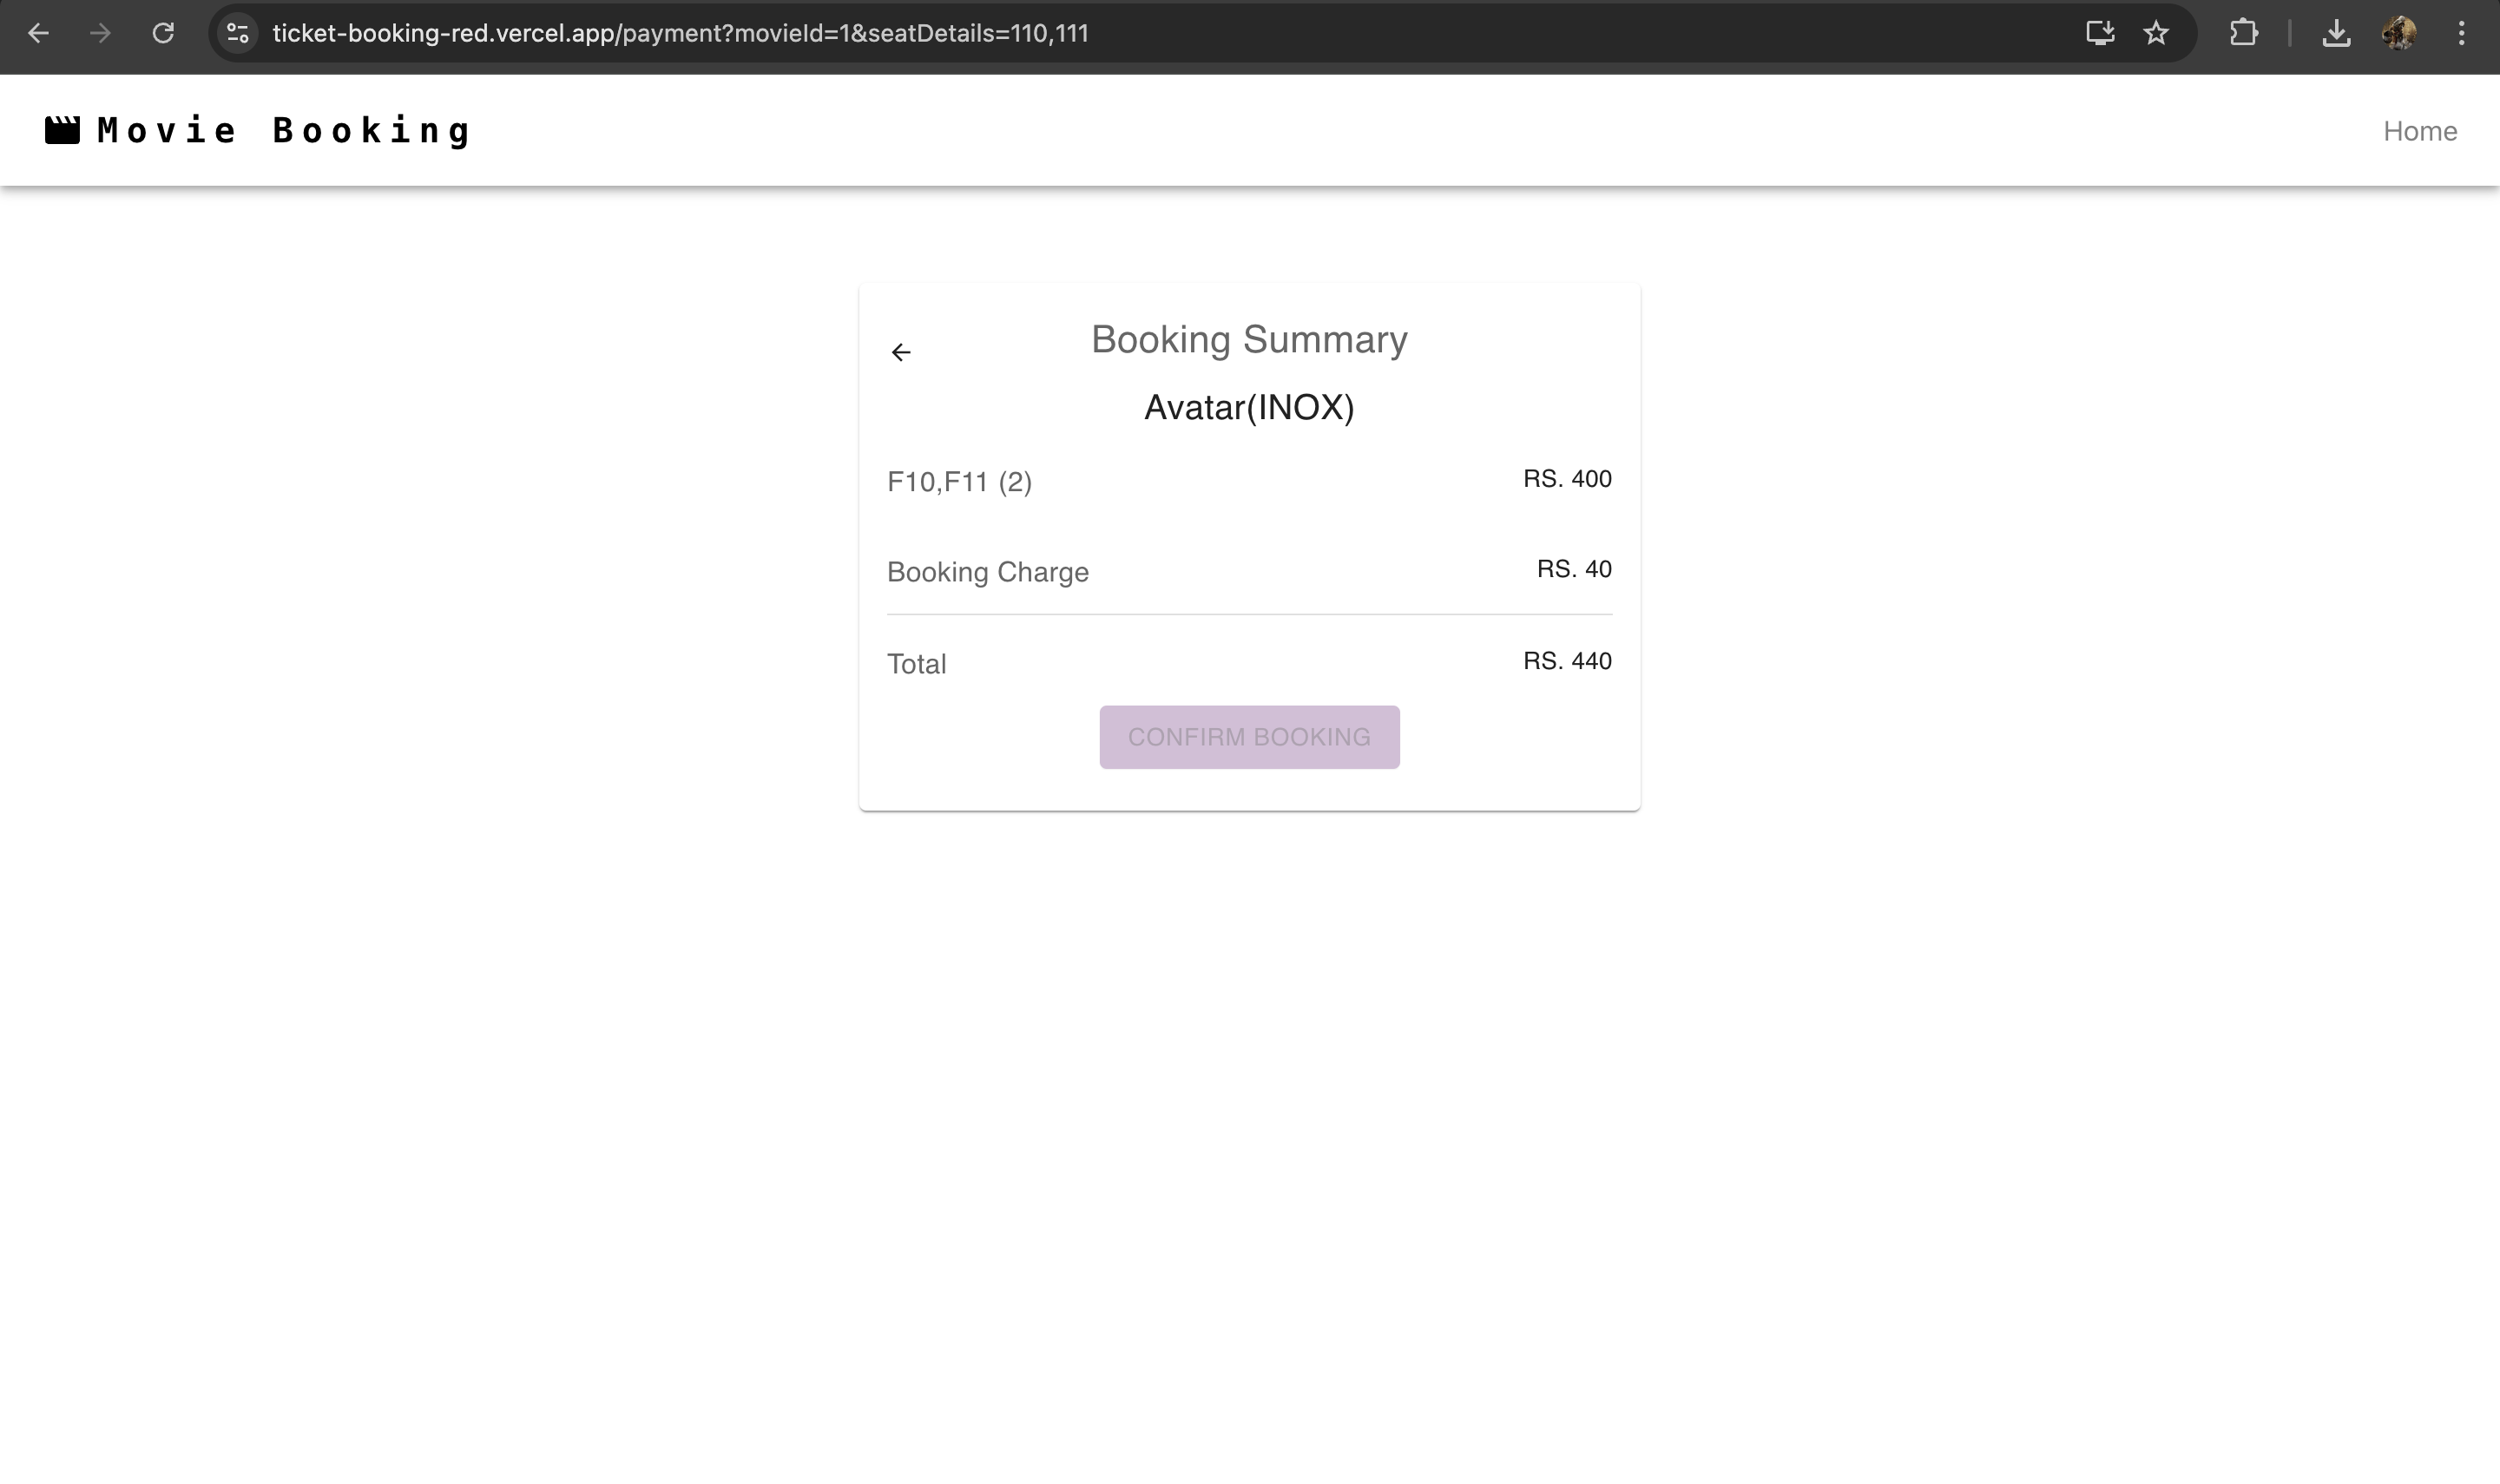 ticket-booking-red.vercel.app/payment?movieId=1&seatDetails=110,111
Movie Booking
Home
Booking Summary
Avatar(INOX)
F10,F11 (2) RS. 400
Booking Charge RS. 40
Total RS. 440
CONFIRM BOOKING